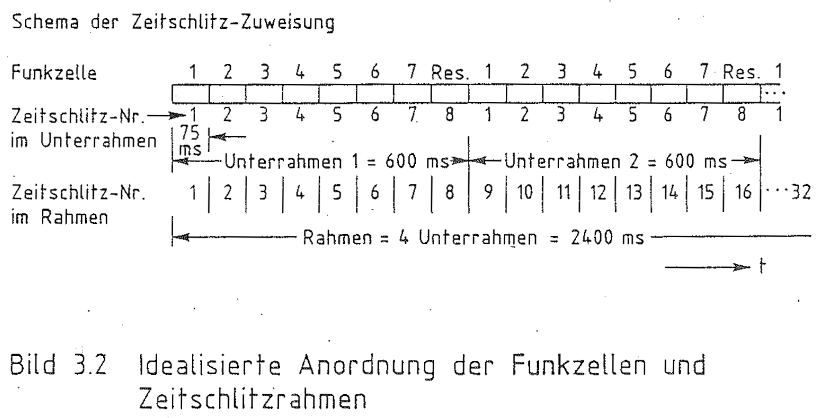 Schema der Zeitschlitz-Zuweisung
Funkzelle 1 2 3 4 5 6 7 Res. 1 2 3 4 5 6 7 Res. 1
...
Zeitschlitz-Nr. 1 2 3 4 5 6 7 8 1 2 3 4 5 6 7 8 1
im Unterrahmen 75
ms
Unterrahmen 1 = 600 ms Unterrahmen 2 = 600 ms
Zeitschlitz-Nr. 1 2 3 4 5 6 7 8 9 10 11 12 13 14 15 16 ...32
im Rahmen
Rahmen = 4 Unterrahmen = 2400 ms
t
Bild 3.2 Idealisierte Anordnung der Funkzellen und
Zeitschlitzrahmen